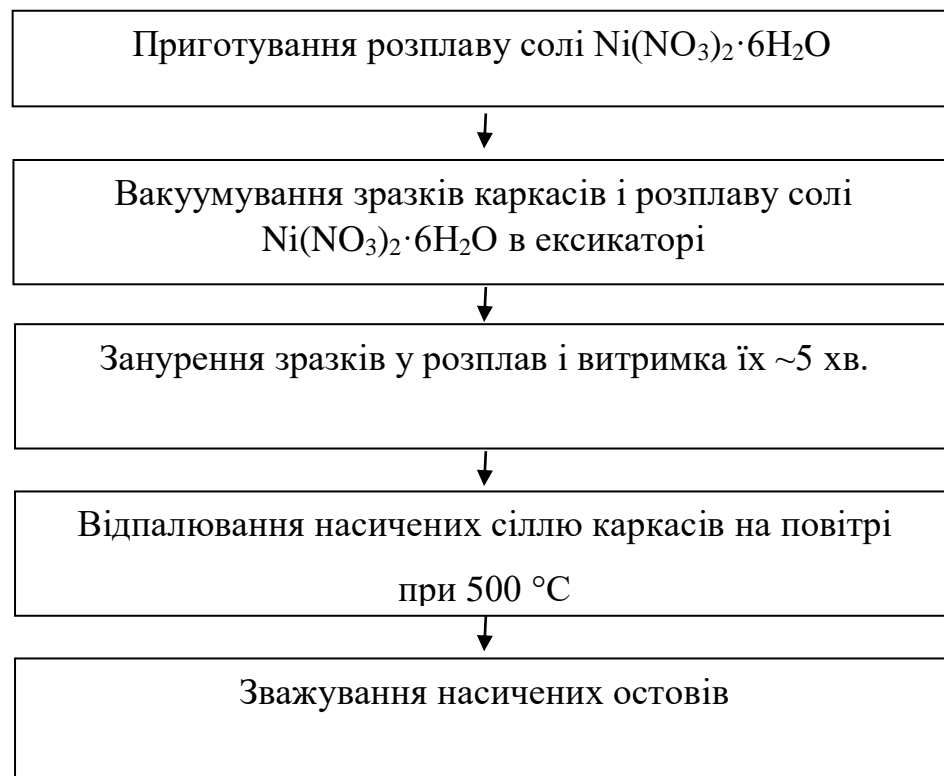 Приготування розплаву солі Ni(NO₃)₂·6H₂O
Вакуумування зразків каркасів і розплаву солі
Ni(NO₃)₂·6H₂O в ексикаторі
Занурення зразків у розплав і витримка їх ~5 хв.
Відпалювання насичених сіллю каркасів на повітрі
при 500 °С
Зважування насичених остовів